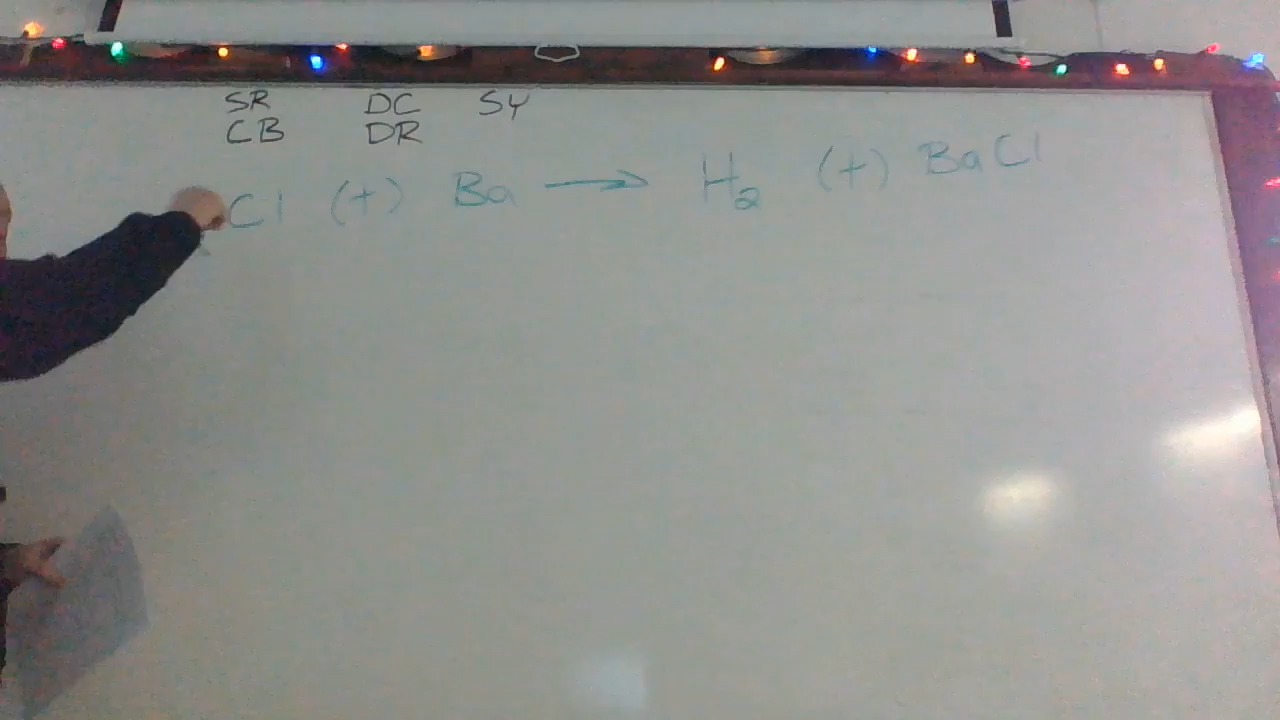 SR DC SY
CB DR
Cl (+) Ba → H₂ (+) BaCl